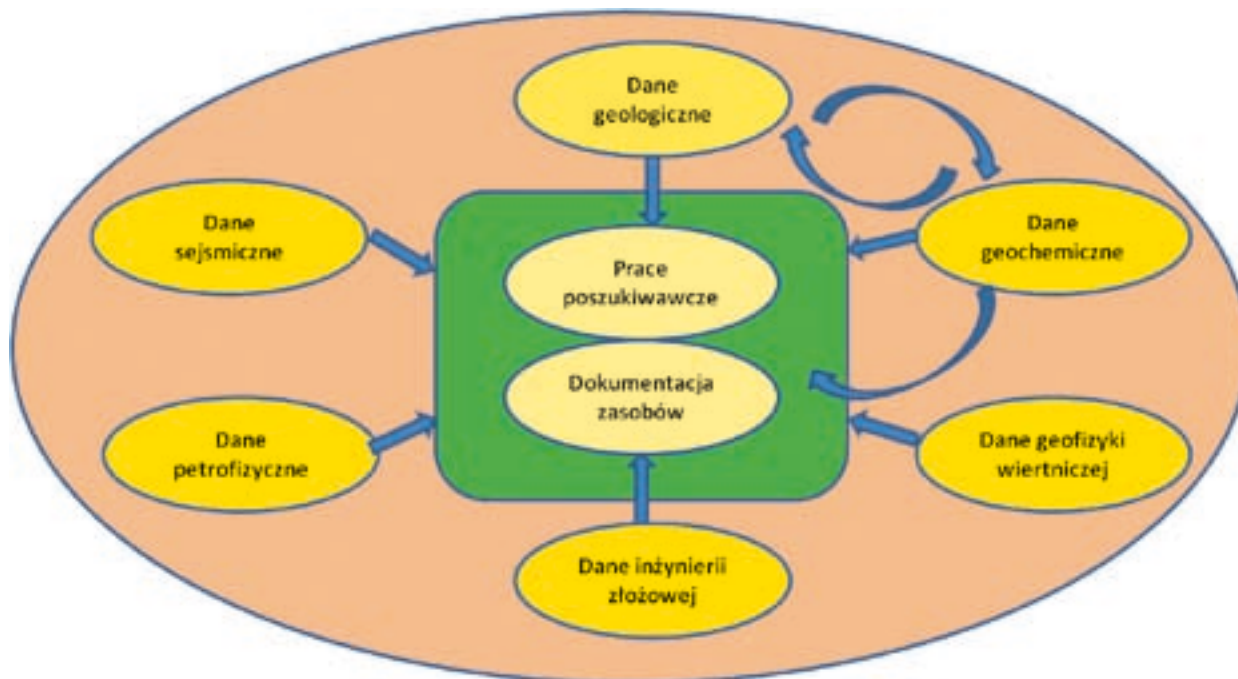 Dane
geologiczne
Dane
sejsmiczne
Dane
geochemiczne
Prace
poszukiwawcze
Dokumentacja
zasobów
Dane
petrofizyczne
Dane geofizyki
wiertniczej
Dane inżynierii
złożowej